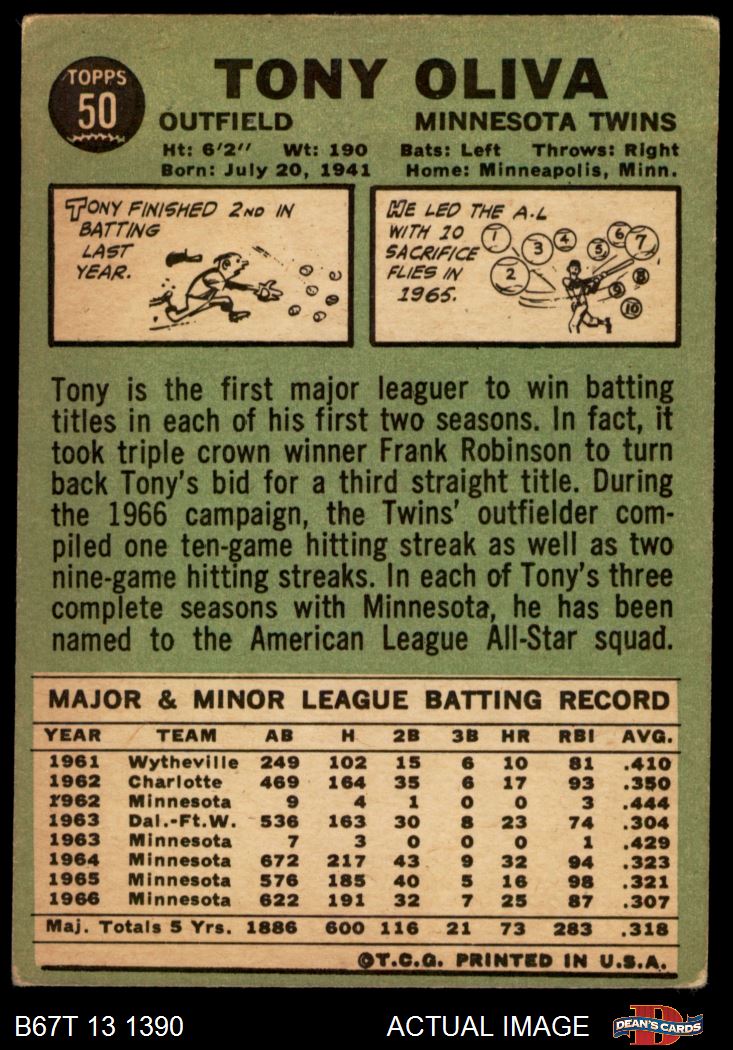 TOPPS
50
TONY OLIVA
OUTFIELD MINNESOTA TWINS
Ht: 6'2" Wt: 190 Bats: Left Throws: Right
Born: July 20, 1941 Home: Minneapolis, Minn.
TONY FINISHED 2ND IN
BATTING
LAST
YEAR.
HE LED THE A.L
WITH 10
SACRIFICE
FLIES IN
1965.
1 2 3 4 5 6 7 8 9 10
Tony is the first major leaguer to win batting
titles in each of his first two seasons. In fact, it
took triple crown winner Frank Robinson to turn
back Tony's bid for a third straight title. During
the 1966 campaign, the Twins' outfielder com-
piled one ten-game hitting streak as well as two
nine-game hitting streaks. In each of Tony's three
complete seasons with Minnesota, he has been
named to the American League All-Star squad.
MAJOR & MINOR LEAGUE BATTING RECORD
YEAR TEAM AB H 2B 3B HR RBI AVG.
1961 Wytheville 249 102 15 6 10 81 .410
1962 Charlotte 469 164 35 6 17 93 .350
1962 Minnesota 9 4 1 0 0 3 .444
1963 Dal.-Ft.W. 536 163 30 8 23 74 .304
1963 Minnesota 7 3 0 0 0 1 .429
1964 Minnesota 672 217 43 9 32 94 .323
1965 Minnesota 576 185 40 5 16 98 .321
1966 Minnesota 622 191 32 7 25 87 .307
Maj. Totals 5 Yrs. 1886 600 116 21 73 283 .318
©T.C.G. PRINTED IN U.S.A.
B67T 13 1390 ACTUAL IMAGE
D
DEAN'S CARDS